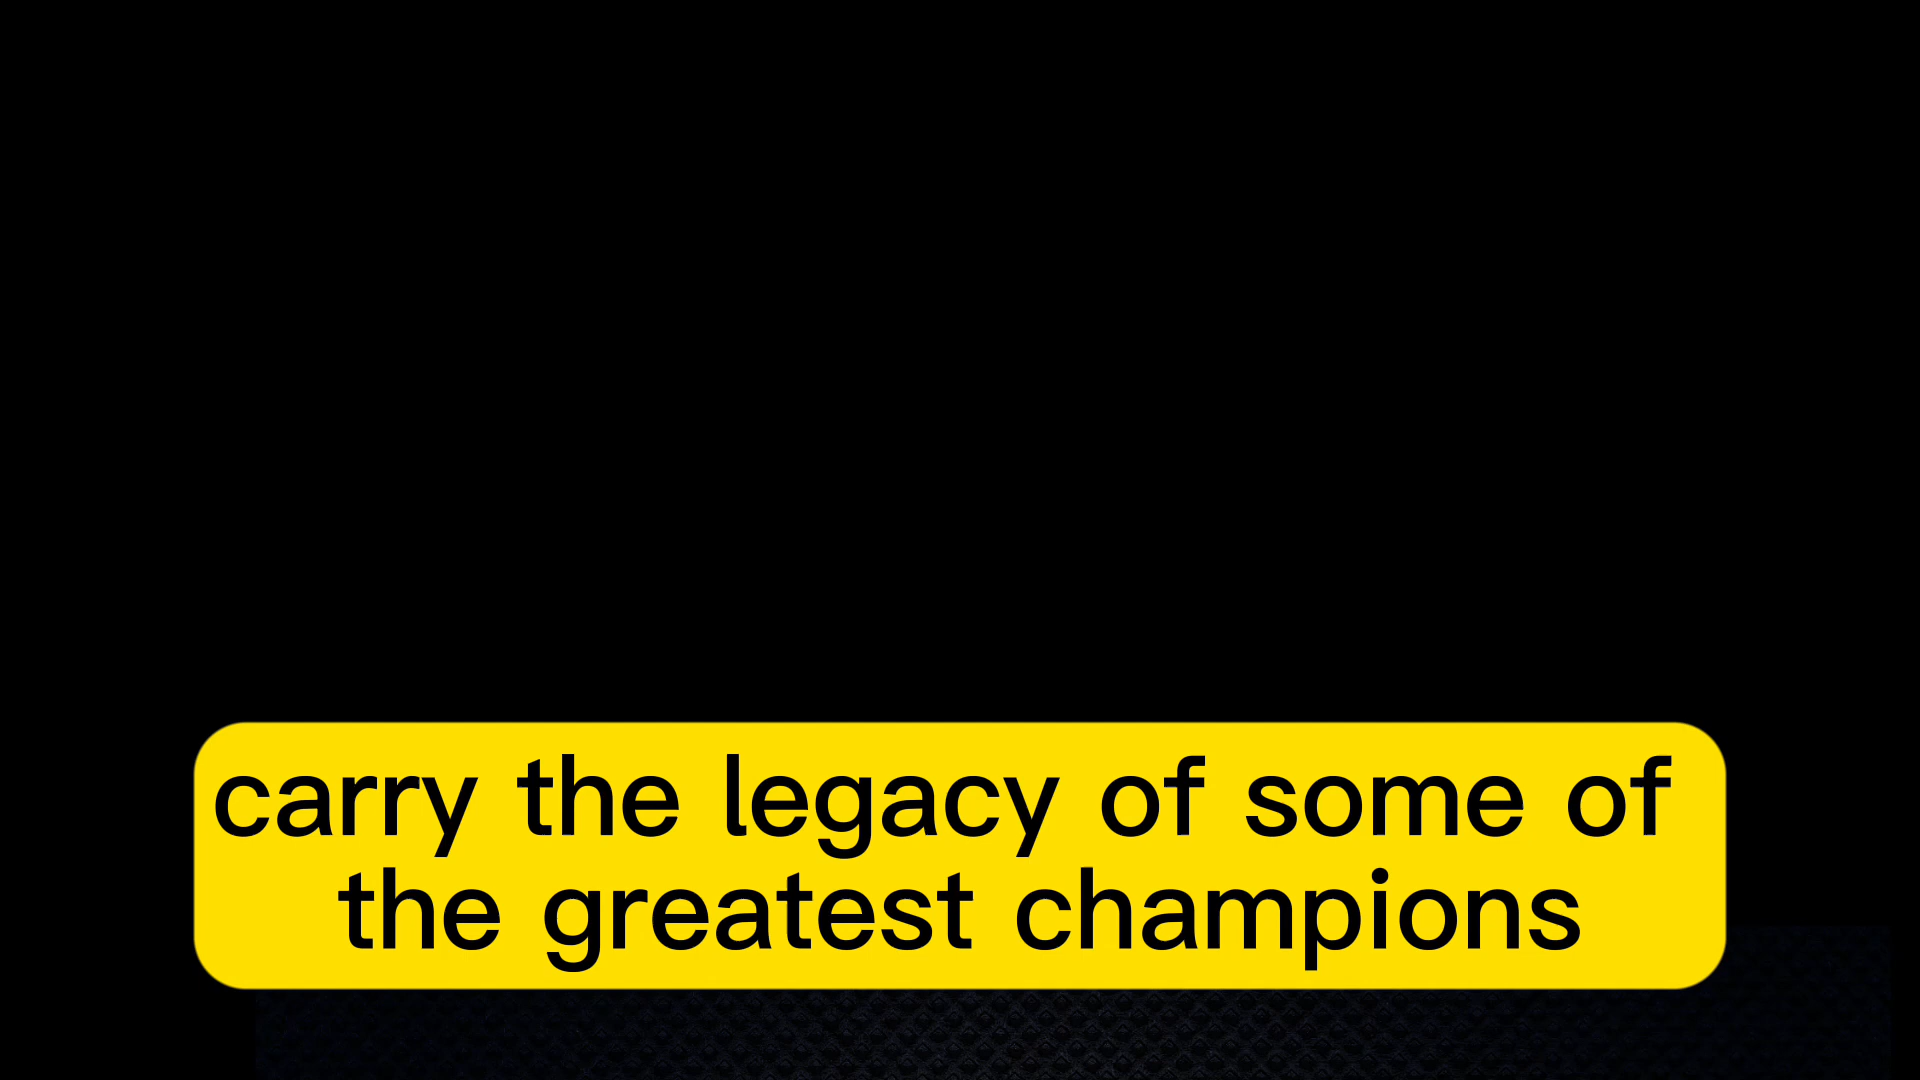 carry the legacy of some of
the greatest champions